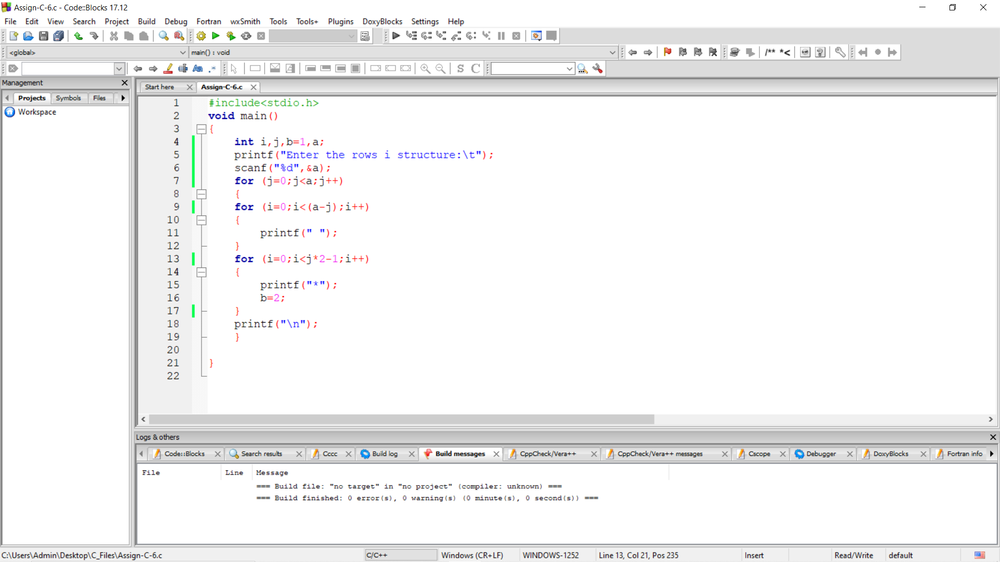 Assign-C-6.c - Code::Blocks 17.12
File Edit View Search Project Build Debug Fortran wxSmith Tools Tools+ Plugins DoxyBlocks Settings Help
<global> main() : void
/** *<
Management
Projects Symbols Files
Workspace
Start here Assign-C-6.c
1 #include<stdio.h>
2 void main()
3 {
4 int i,j,b=1,a;
5 printf("Enter the rows i structure:\t");
6 scanf("%d",&a);
7 for (j=0;j<a;j++)
8 {
9 for (i=0;i<(a-j);i++)
10 {
11 printf(" ");
12 }
13 for (i=0;i<j*2-1;i++)
14 {
15 printf("*");
16 b=2;
17 }
18 printf("\n");
19 }
20
21 }
22
Logs & others
Code::Blocks Search results Cccc Build log Build messages CppCheck/Vera++ CppCheck/Vera++ messages Cscope Debugger DoxyBlocks Fortran info
File Line Message
=== Build file: "no target" in "no project" (compiler: unknown) ===
=== Build finished: 0 error(s), 0 warning(s) (0 minute(s), 0 second(s)) ===
C:\Users\Admin\Desktop\C_Files\Assign-C-6.c C/C++ Windows (CR+LF) WINDOWS-1252 Line 13, Col 21, Pos 235 Insert Read/Write default